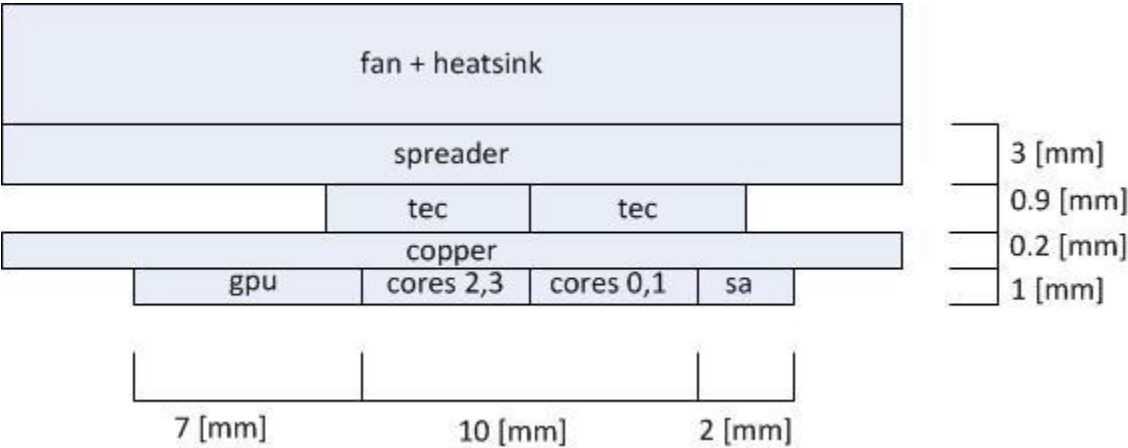 fan + heatsink
spreader
3 [mm]
tec
tec
0.9 [mm]
copper
0.2 [mm]
gpu
cores 2,3
cores 0,1
sa
1 [mm]
7 [mm]
10 [mm]
2 [mm]